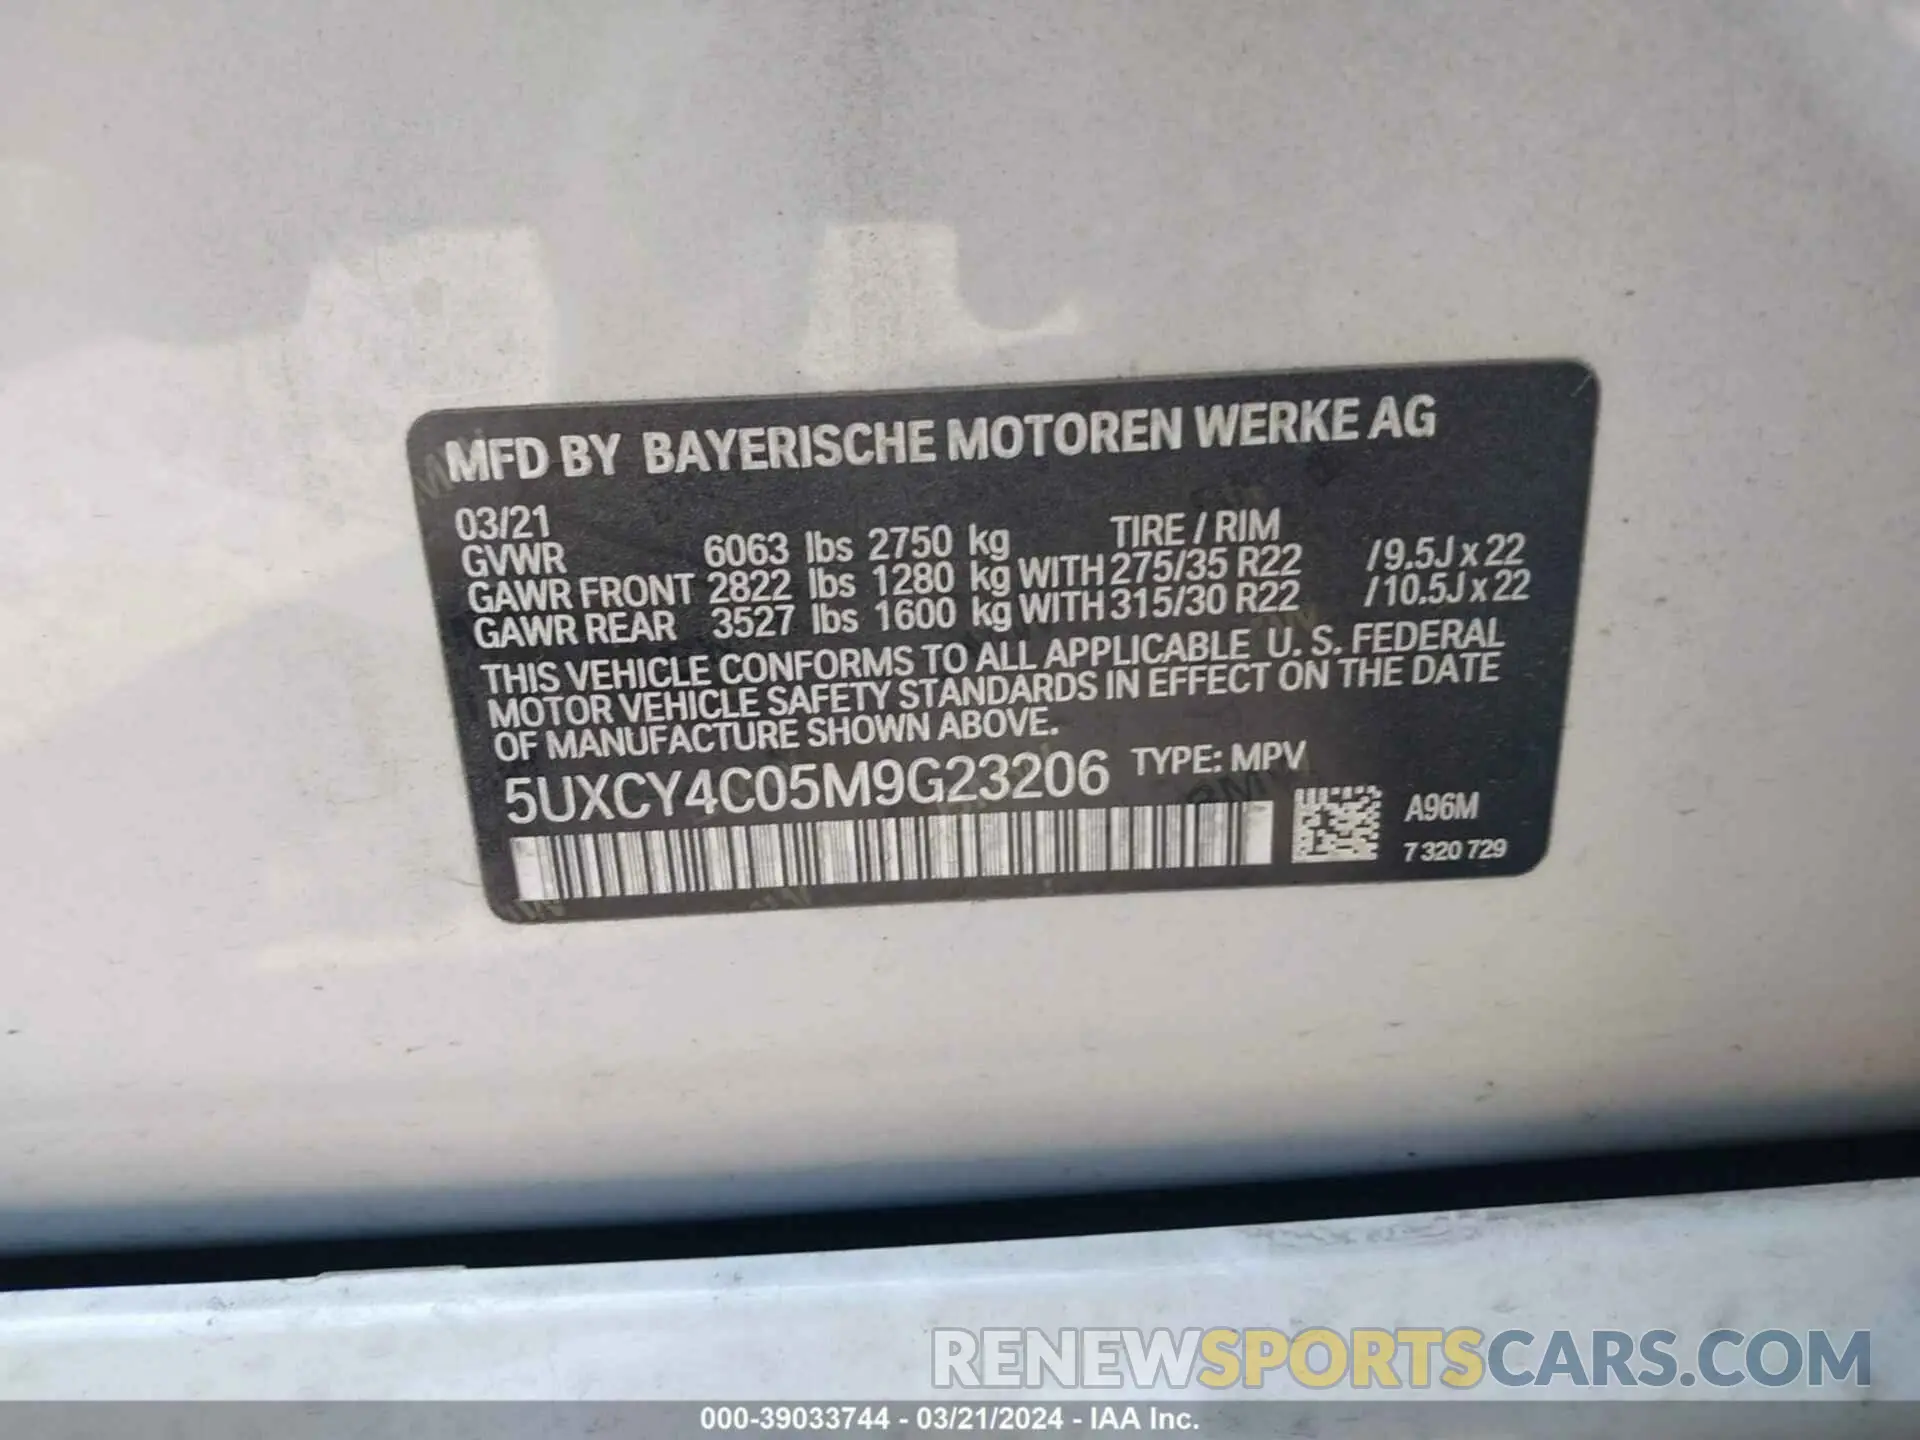 MFD BY BAYERISCHE MOTOREN WERKE AG
03/21 TIRE / RIM
GVWR 6063 lbs 2750 kg
GAWR FRONT 2822 lbs 1280 kg WITH 275/35 R22 /9.5J x 22
GAWR REAR 3527 lbs 1600 kg WITH 315/30 R22 /10.5J x 22
THIS VEHICLE CONFORMS TO ALL APPLICABLE U. S. FEDERAL
MOTOR VEHICLE SAFETY STANDARDS IN EFFECT ON THE DATE
OF MANUFACTURE SHOWN ABOVE.
5UXCY4C05M9G23206 TYPE: MPV
A96M
7 320 729
RENEWSPORTSCARS.COM
000-39033744 - 03/21/2024 - IAA Inc.